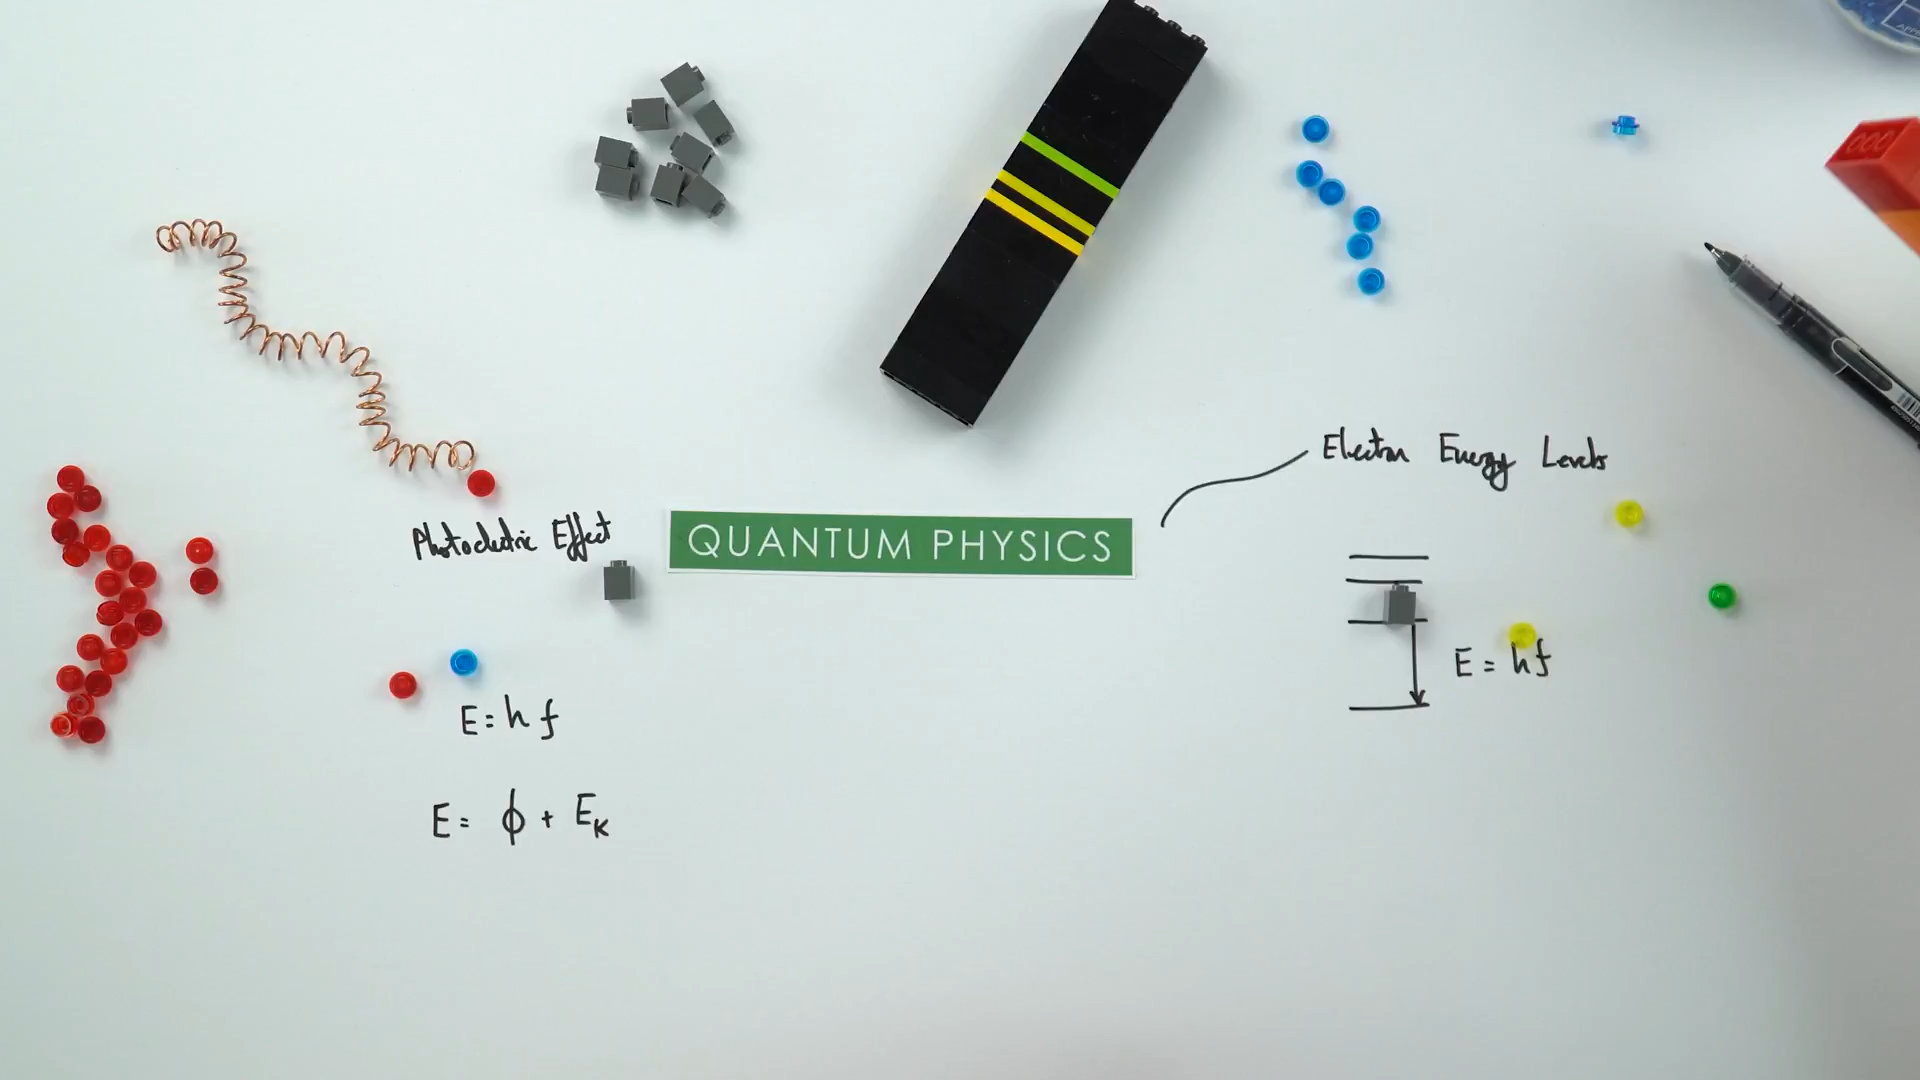 Electron Energy Levels
Photoelectric Effect
QUANTUM PHYSICS
E = hf
E = hf
E = ϕ + EK